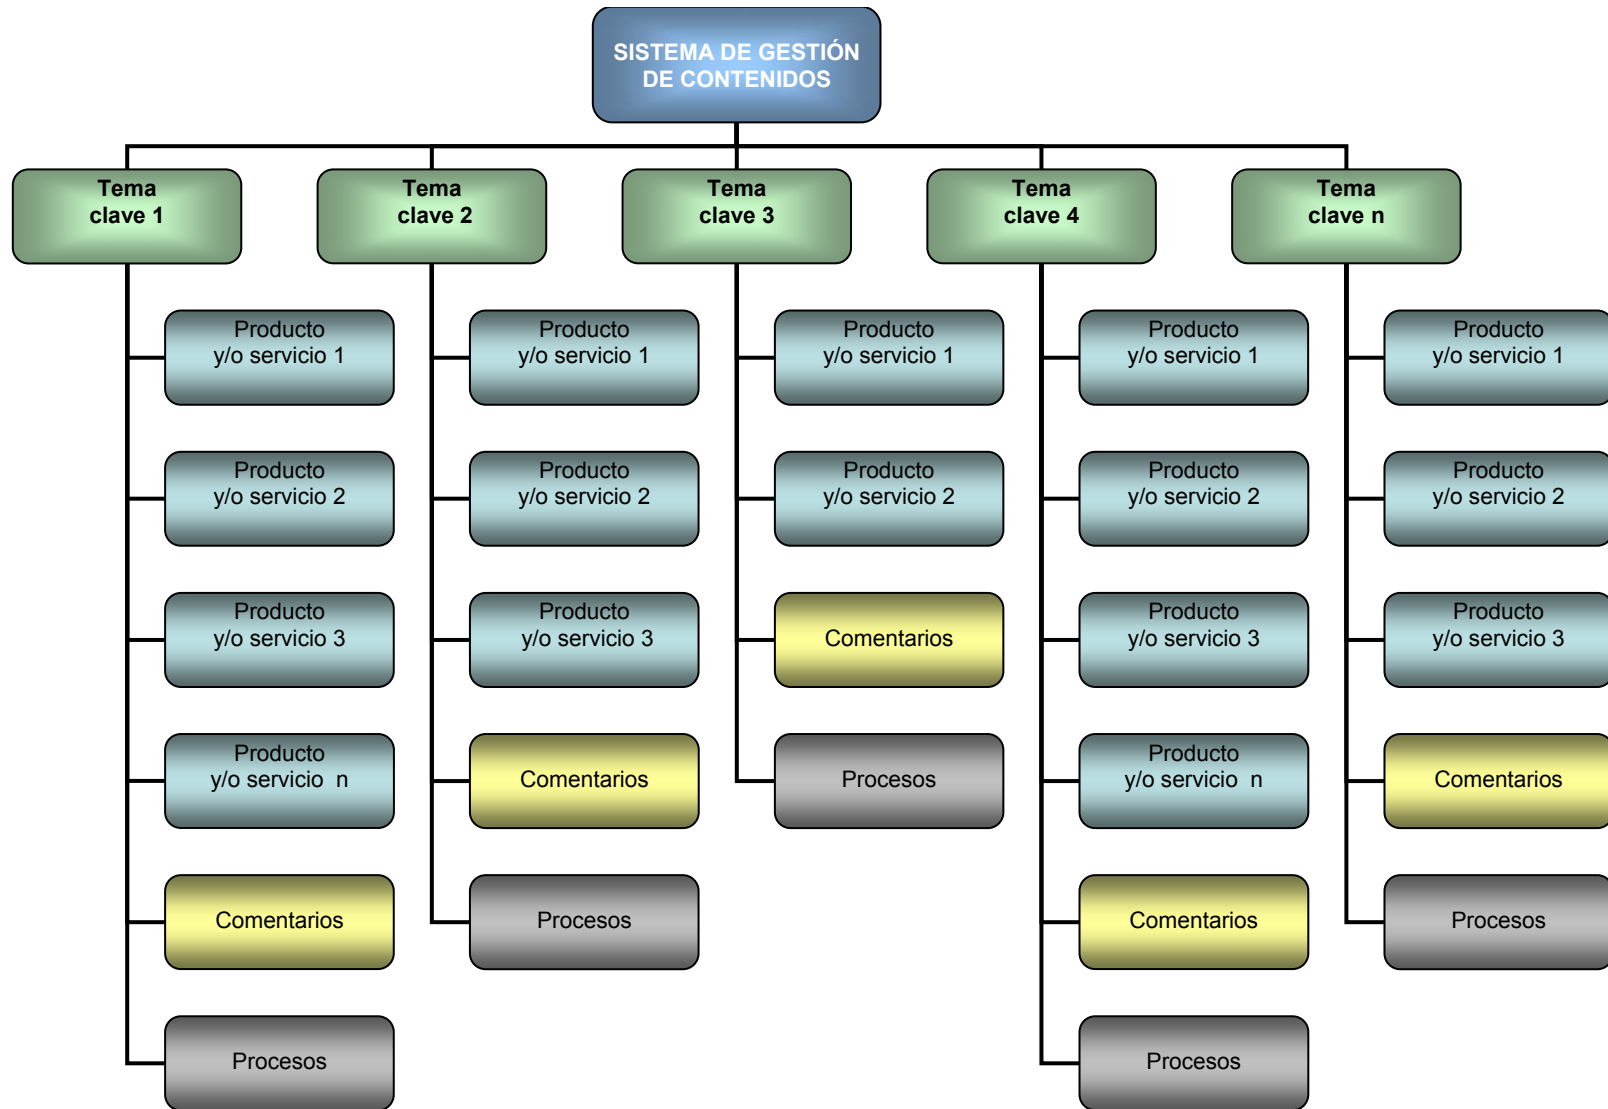 SISTEMA DE GESTIÓN
DE CONTENIDOS
Tema
clave 1
Tema
clave 2
Tema
clave 3
Tema
clave 4
Tema
clave n
Producto
y/o servicio 1
Producto
y/o servicio 1
Producto
y/o servicio 1
Producto
y/o servicio 1
Producto
y/o servicio 1
Producto
y/o servicio 2
Producto
y/o servicio 2
Producto
y/o servicio 2
Producto
y/o servicio 2
Producto
y/o servicio 2
Producto
y/o servicio 3
Producto
y/o servicio 3
Comentarios
Producto
y/o servicio 3
Producto
y/o servicio 3
Producto
y/o servicio  n
Comentarios
Procesos
Producto
y/o servicio  n
Comentarios
Comentarios
Procesos
Comentarios
Procesos
Procesos
Procesos